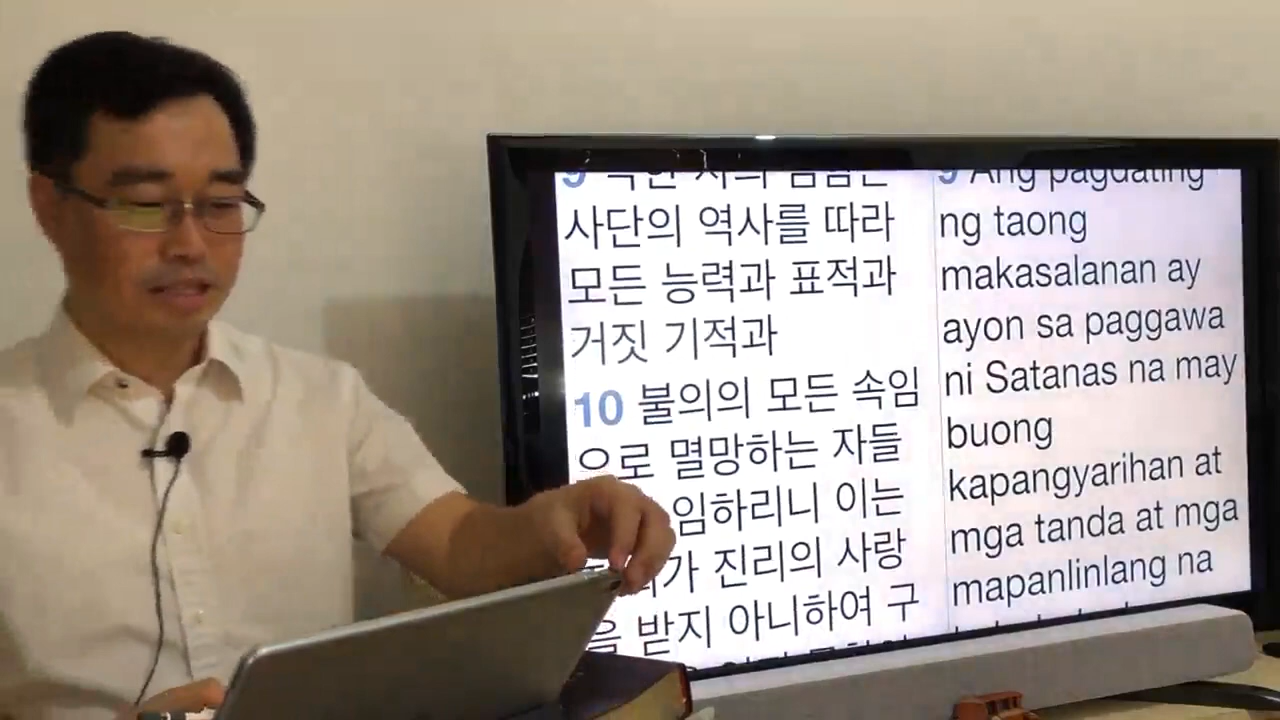 사단의 역사를 따라
모든 능력과 표적과
거짓 기적과
10 불의의 모든 속임
으로 멸망하는 자들
임하리니 이는
가 진리의 사랑
을 받지 아니하여 구
9 Ang pagdating
ng taong
makasalanan ay
ayon sa paggawa
ni Satanas na may
buong
kapangyarihan at
mga tanda at mga
mapanlinlang na